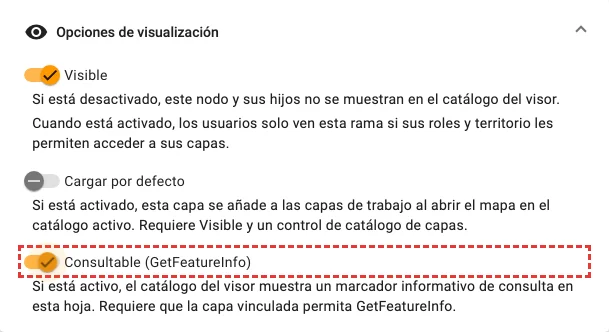 Opciones de visualización
Visible
Si está desactivado, este nodo y sus hijos no se muestran en el catálogo del visor.
Cuando está activado, los usuarios solo ven esta rama si sus roles y territorio les
permiten acceder a sus capas.
Cargar por defecto
Si está activado, esta capa se añade a las capas de trabajo al abrir el mapa en el
catálogo activo. Requiere Visible y un control de catálogo de capas.
Consultable (GetFeatureInfo)
Si está activo, el catálogo del visor muestra un marcador informativo de consulta en
esta hoja. Requiere que la capa vinculada permita GetFeatureInfo.